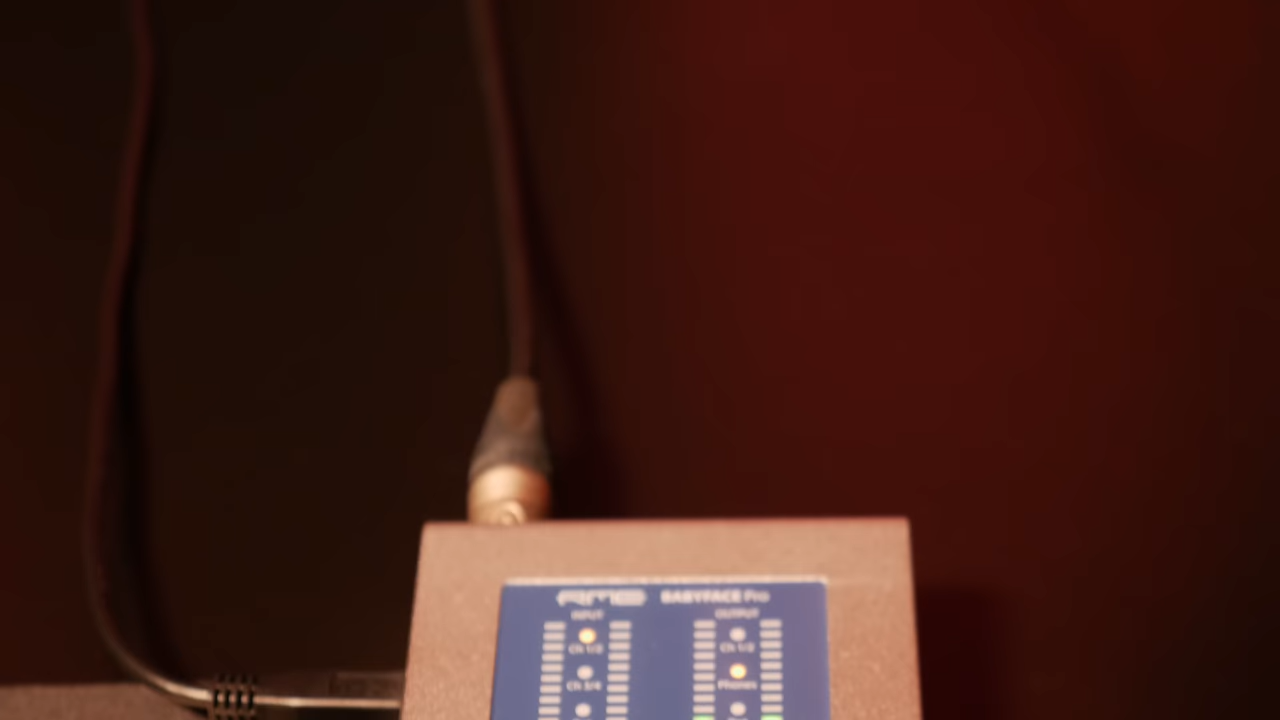 RME BABYFACE Pro
INPUT OUTPUT
Ch 1/2 Ch 1/2
Ch 3/4 Phones